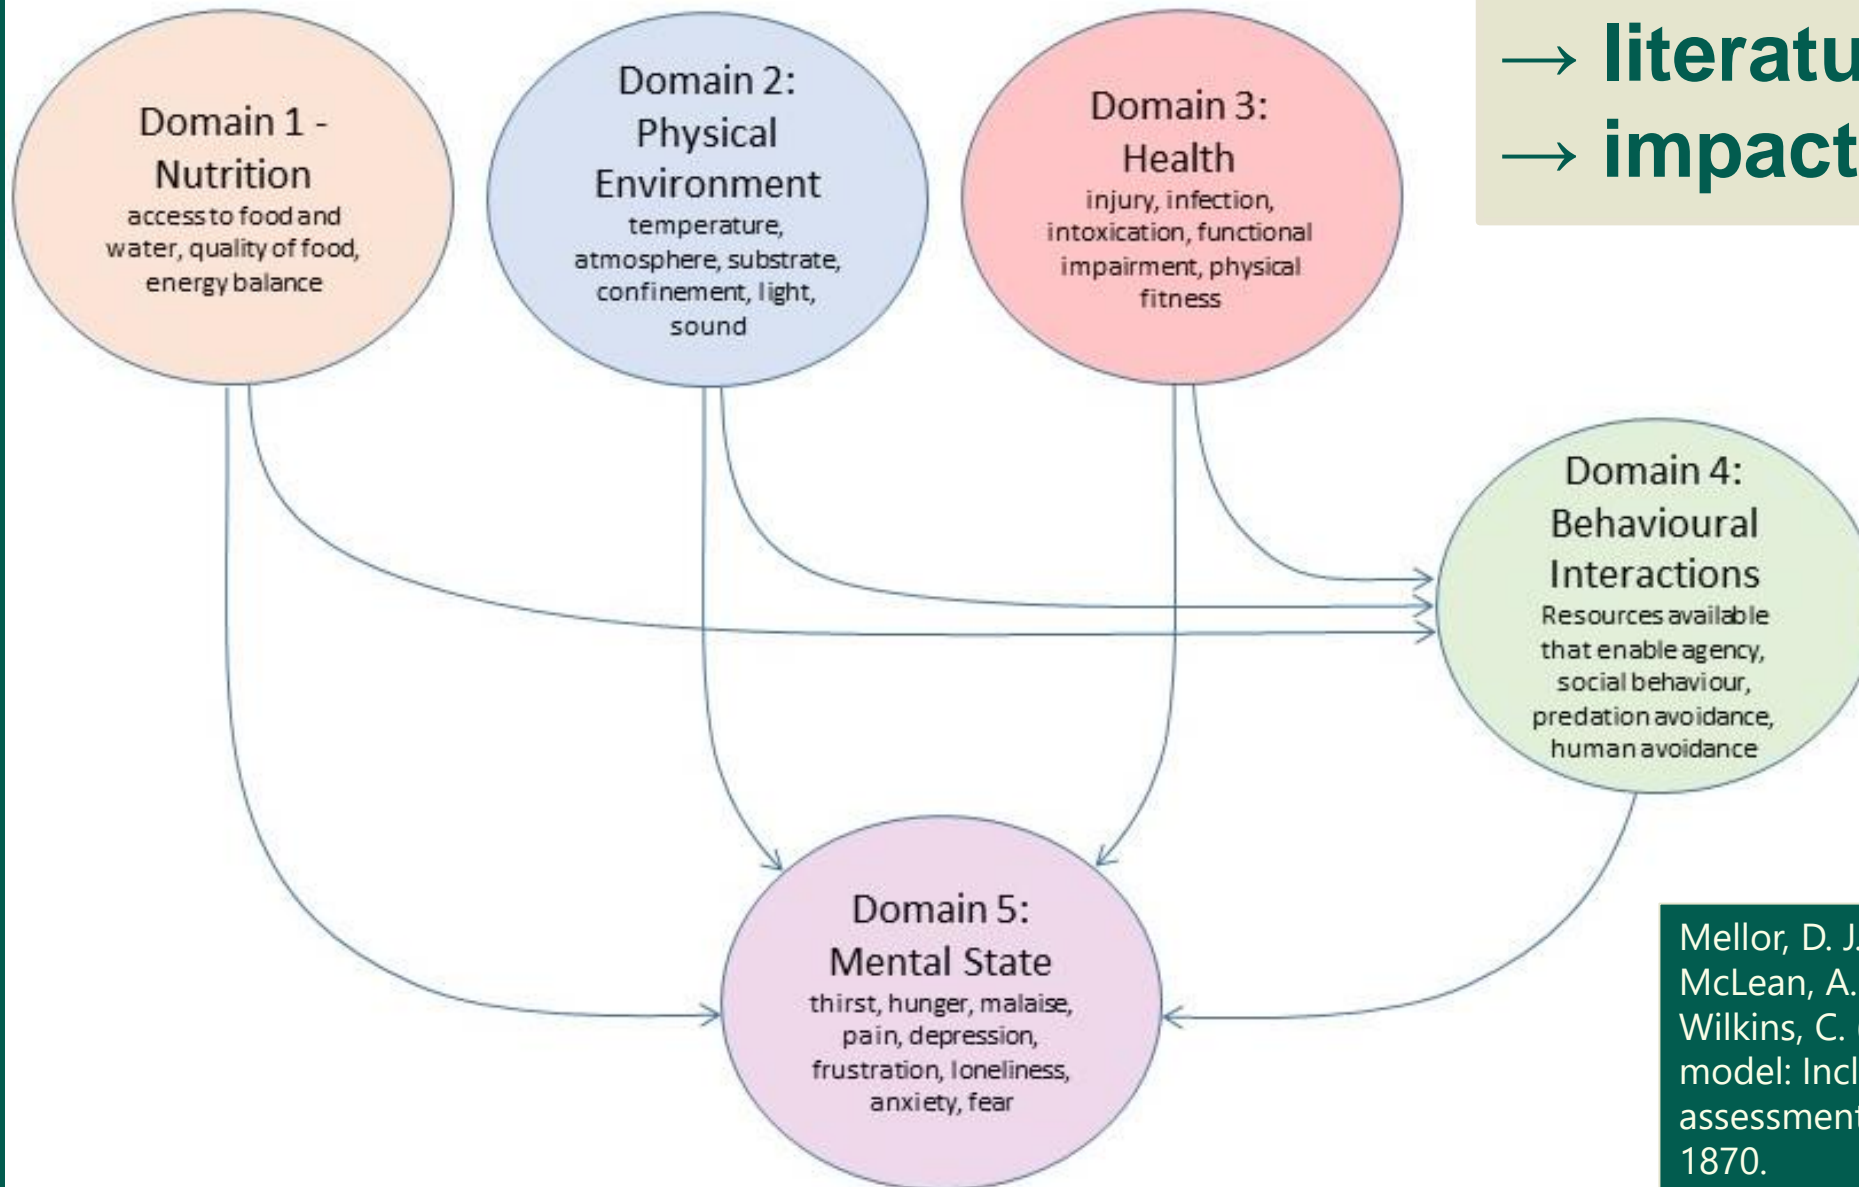 Domain 1 -
Nutrition
access to food and
water, quality of food,
energy balance
Domain 2:
Physical
Environment
temperature,
atmosphere, substrate,
confinement, light,
sound
Domain 3:
Health
injury, infection,
intoxication, functional
impairment, physical
fitness
→
→ impact
Domain 4:
Behavioural
Interactions
Resources available
that enable agency,
social behaviour,
predation avoidance,
human avoidance
Domain 5:
Mental State
thirst, hunger, malaise,
pain, depression,
frustration, loneliness,
anxiety, fear
Mellor, D. J.
McLean, A.
Wilkins, C.
model:
assessment
1870.